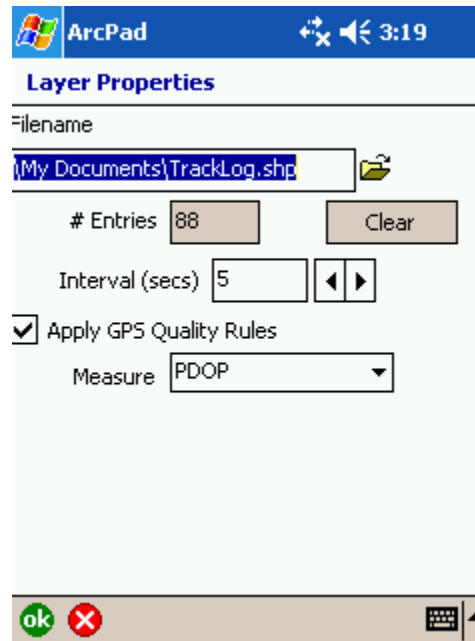 ArcPad 3:19
Layer Properties
Filename
\My Documents\TrackLog.shp
# Entries 88 Clear
Interval (secs) 5
Apply GPS Quality Rules
Measure PDOP
ok